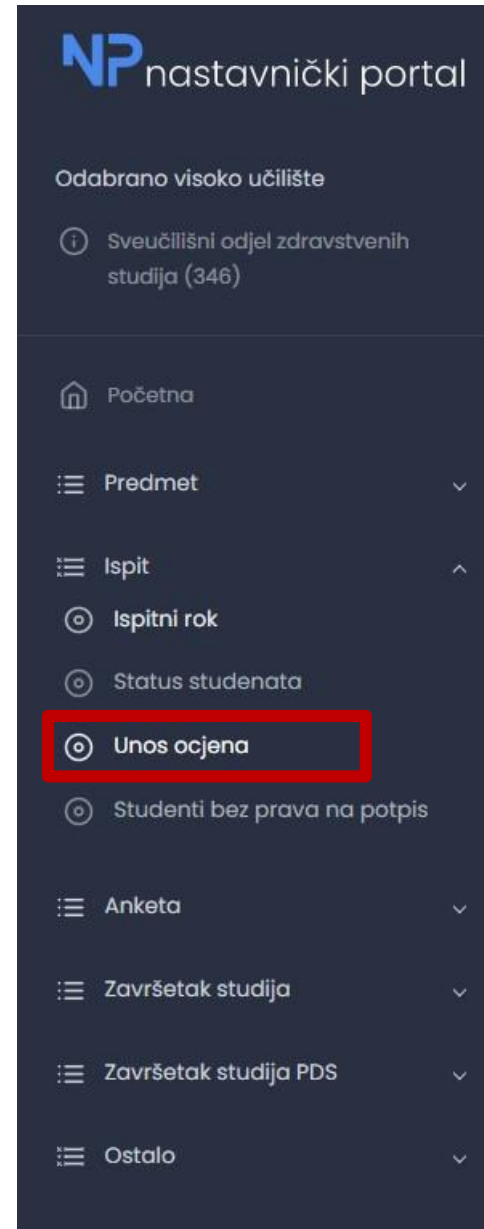 NP nastavnički portal
Odabrano visoko učilište
Sveučilišni odjel zdravstvenih
studija (346)
Početna
Predmet
Ispit
Ispitni rok
Status studenata
Unos ocjena
Studenti bez prava na potpis
Anketa
Završetak studija
Završetak studija PDS
Ostalo